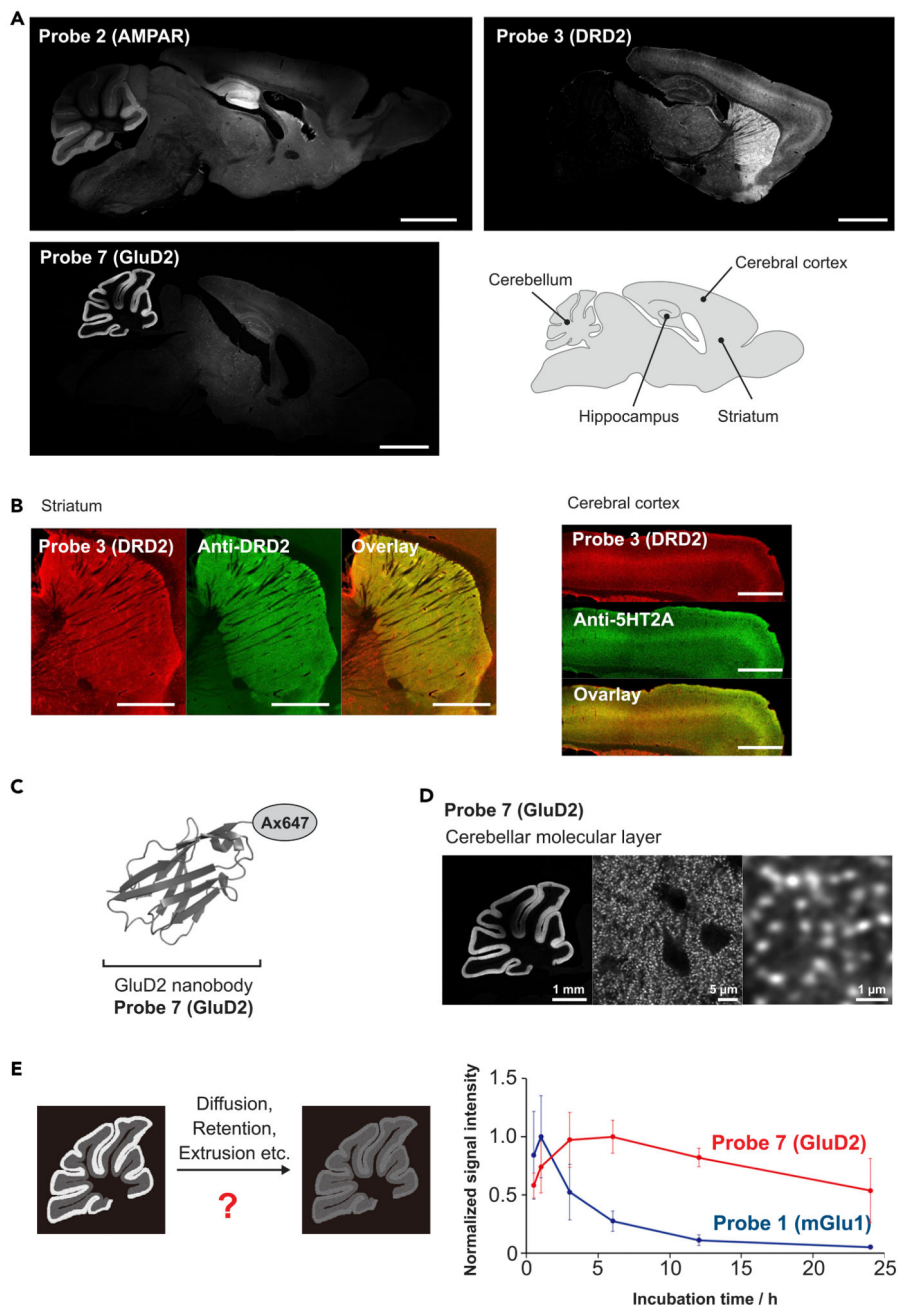 A
Probe 2 (AMPAR)
Probe 3 (DRD2)
Probe 7 (GluD2)
Cerebellum
Cerebral cortex
Hippocampus
Striatum
B
Striatum
Cerebral cortex
Probe 3 (DRD2)
Anti-DRD2
Overlay
Probe 3 (DRD2)
Anti-5HT2A
Ovarlay
C
Ax647
GluD2 nanobody
Probe 7 (GluD2)
D
Probe 7 (GluD2)
Cerebellar molecular layer
1 mm
5 µm
1 µm
E
Diffusion,
Retention,
Extrusion etc.
?
Normalized signal intensity
1.5
1.0
0.5
0
0
5
10
15
20
25
Probe 7 (GluD2)
Probe 1 (mGlu1)
Incubation time / h